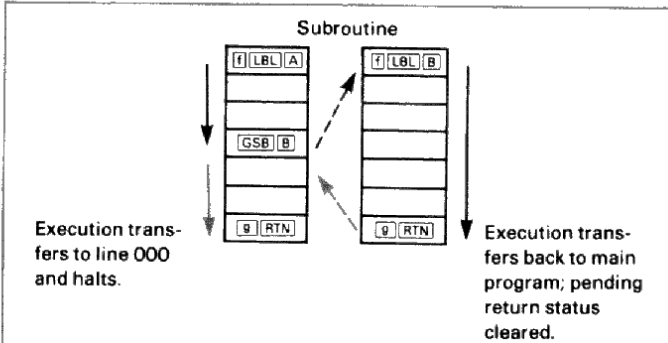 Subroutine
f LBL A
GSB B
g RTN
f LBL B
g RTN
Execution trans-
fers to line 000
and halts.
Execution trans-
fers back to main
program; pending
return status
cleared.